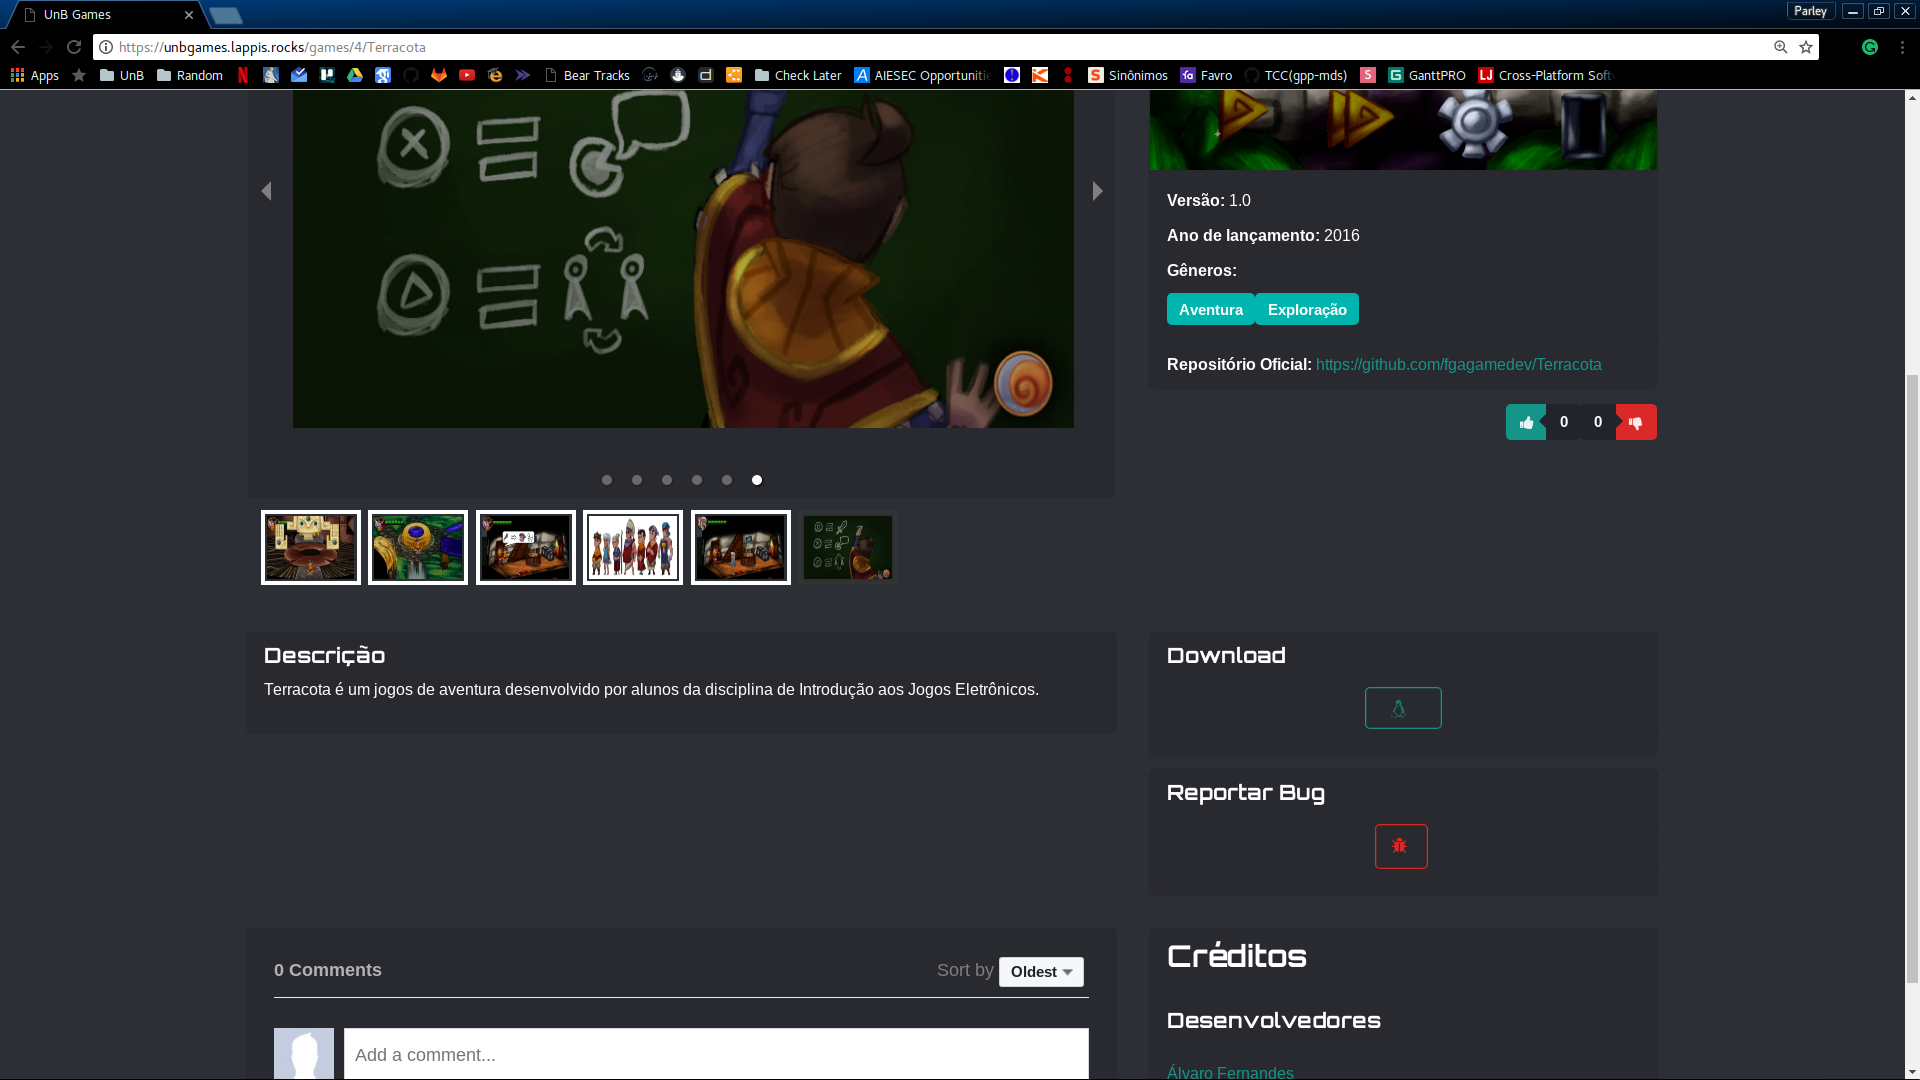 UnB Games
Parley
https://unbgames.lappis.rocks/games/4/Terracota
Apps
UnB
Random
Bear Tracks
Check Later
AIESEC Opportuniti
Sinônimos
Favro
TCC(gpp-mds)
GanttPRO
Cross-Platform Soft
Versão: 1.0
Ano de lançamento: 2016
Gêneros:
Aventura
Exploração
Repositório Oficial: https://github.com/fgagamedev/Terracota
0
0
Descrição
Terracota é um jogos de aventura desenvolvido por alunos da disciplina de Introdução aos Jogos Eletrônicos.
Download
Reportar Bug
0 Comments
Sort by
Oldest
Add a comment...
Créditos
Desenvolvedores
Álvaro Fernandes